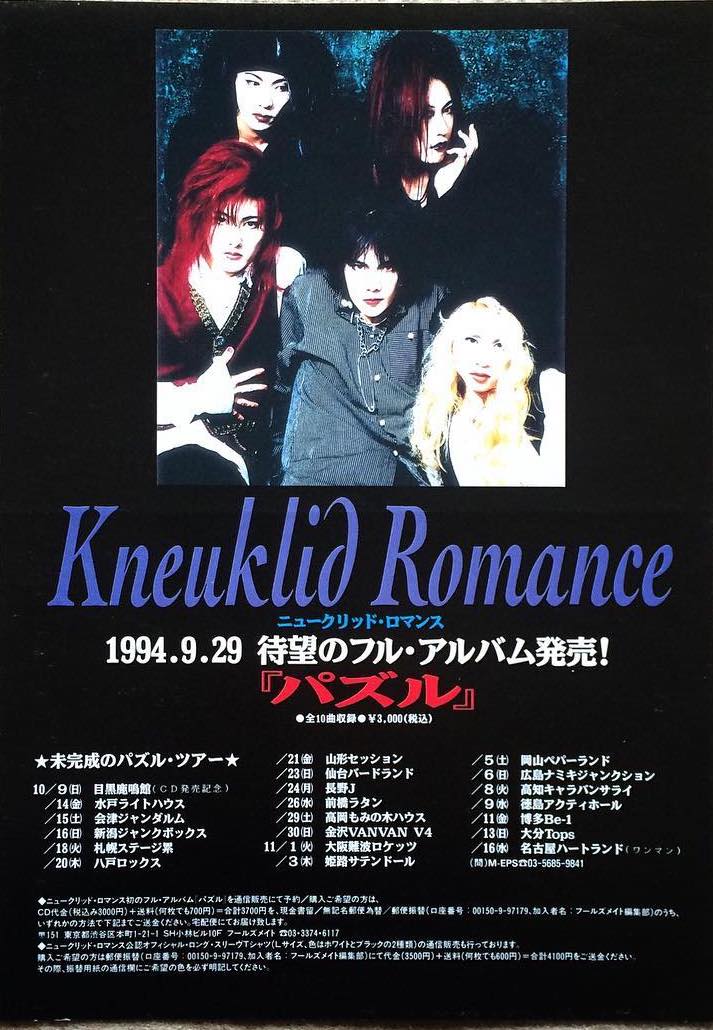 Kneuklid Romance
ニュークリッド・ロマンス
1994.9.29 待望のフル・アルバム発売!
『パズル』
●全10曲収録●¥3,000(税込)
★未完成のパズル・ツアー★
10/9(日) 目黒鹿鳴館(CD発売記念)
/14(金) 水戸ライトハウス
/15(土) 会津ジャンダルム
/16(日) 新潟ジャンクボックス
/18(火) 札幌ステージ累
/20(木) 八戸ロックス
/21(金) 山形セッション
/23(日) 仙台バードランド
/24(月) 長野J
/26(水) 前橋ラタン
/29(土) 高岡もみの木ハウス
/30(日) 金沢VANVAN V4
11/1(火) 大阪難波ロケッツ
/3(木) 姫路サテンドール
/5(土) 岡山ペパーランド
/6(日) 広島ナミキジャンクション
/8(火) 高知キャラバンサライ
/9(水) 徳島アクティホール
/11(金) 博多Be-1
/13(日) 大分Tops
/16(水) 名古屋ハートランド(ワンマン)
(問)M-EPS☎03-5685-9841
◆ニュークリッド・ロマンス初のフル・アルバム『パズル』を通信販売にて予約/購入ご希望の方は、
CD代金(税込み3000円)+送料(何枚でも700円)=合計3700円を、現金書留/無記名郵便為替/郵便振替(口座番号:00150-9-97179、加入者名:フールズメイト編集部)のうち、
いずれかの方法で下記までご送金ください。宅配便にてお届け致します。
〒151 東京都渋谷区本町1-21-1 SH小林ビル10F フールズメイト ☎03-3374-6117
◆ニュークリッド・ロマンス公認オフィシャル・ロング・スリーヴTシャツ(Lサイズ、色はホワイトとブラックの2種類)の通信販売も行っております。
購入ご希望の方は郵便振替(口座番号:00150-9-97179、加入者名:フールズメイト編集部)にて代金(3500円)+送料(何枚でも600円)=合計4100円をご送金ください。
その際、振替用紙の通信欄にご希望の色を必ず明記してください。